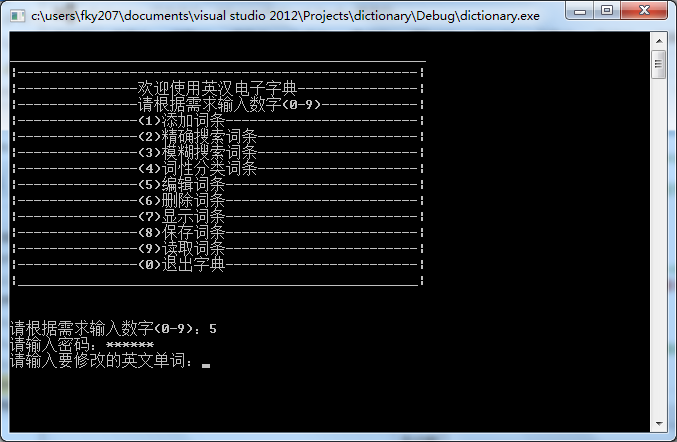 c:\users\fky207\documents\visual studio 2012\Projects\dictionary\Debug\dictionary.exe
欢迎使用英汉电子字典
请根据需求输入数字(0-9)
(1)添加词条
(2)精确搜索词条
(3)模糊搜索词条
(4)词性分类词条
(5)编辑词条
(6)删除词条
(7)显示词条
(8)保存词条
(9)读取词条
(0)退出字典
请根据需求输入数字(0-9): 5
请输入密码: ******
请输入要修改的英文单词: